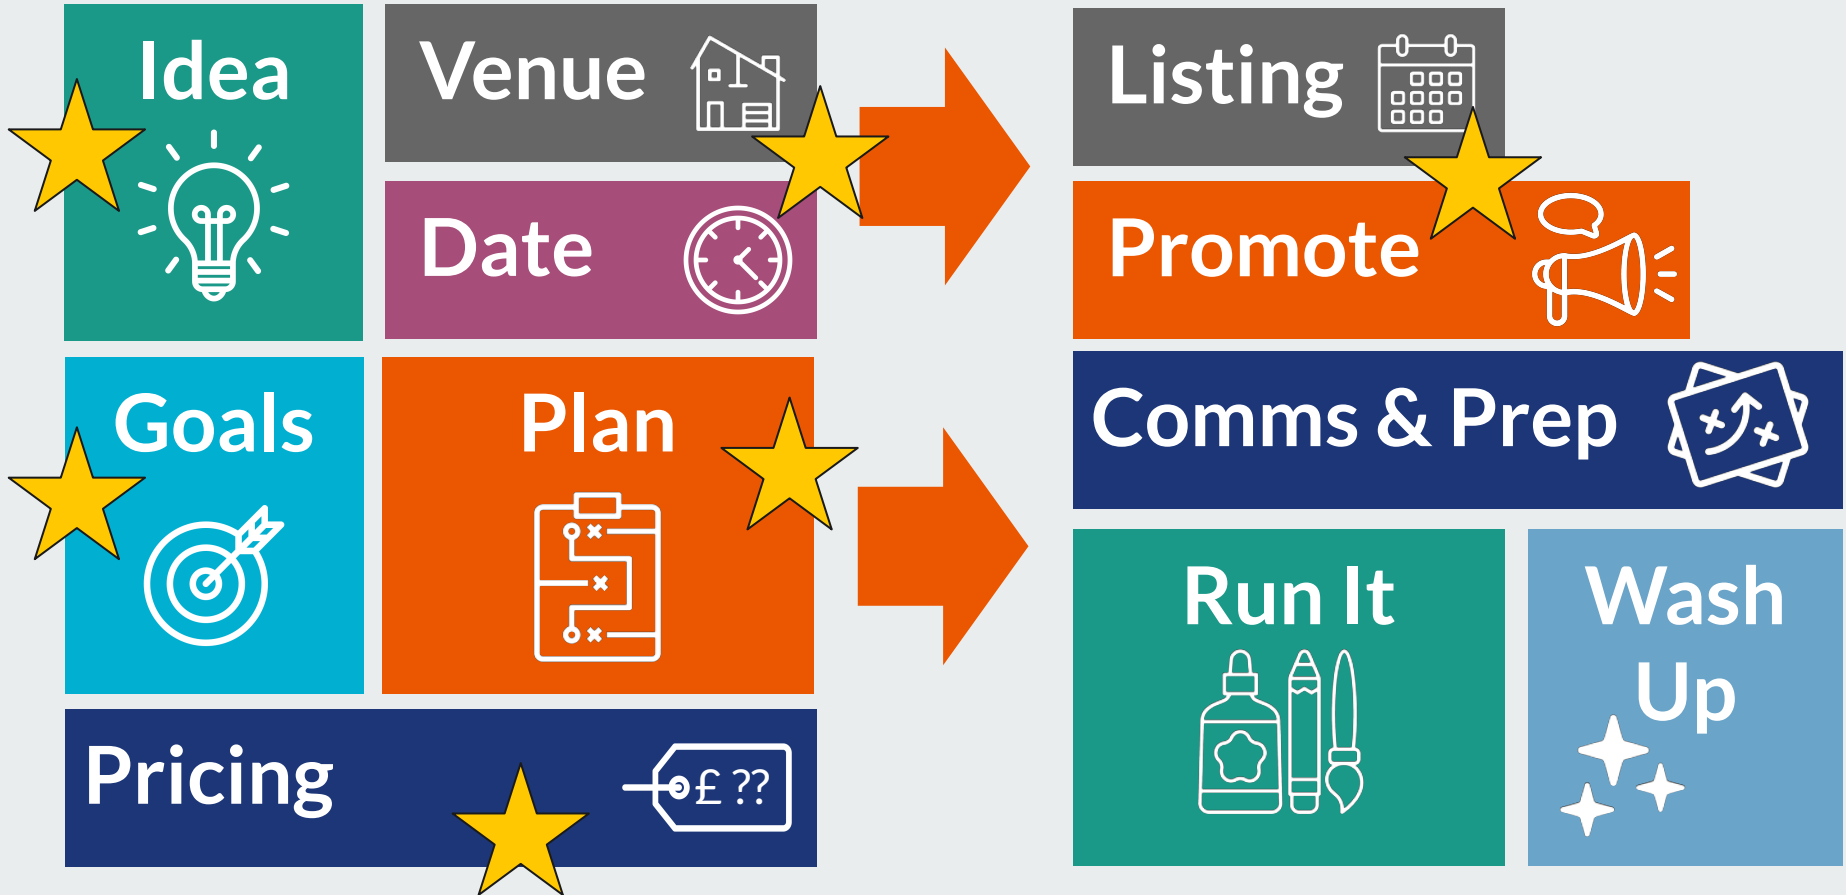 Idea
Venue
Date
Goals
Plan
Pricing
£ ??
Listing
Promote
Comms & Prep
Run It
Wash
Up